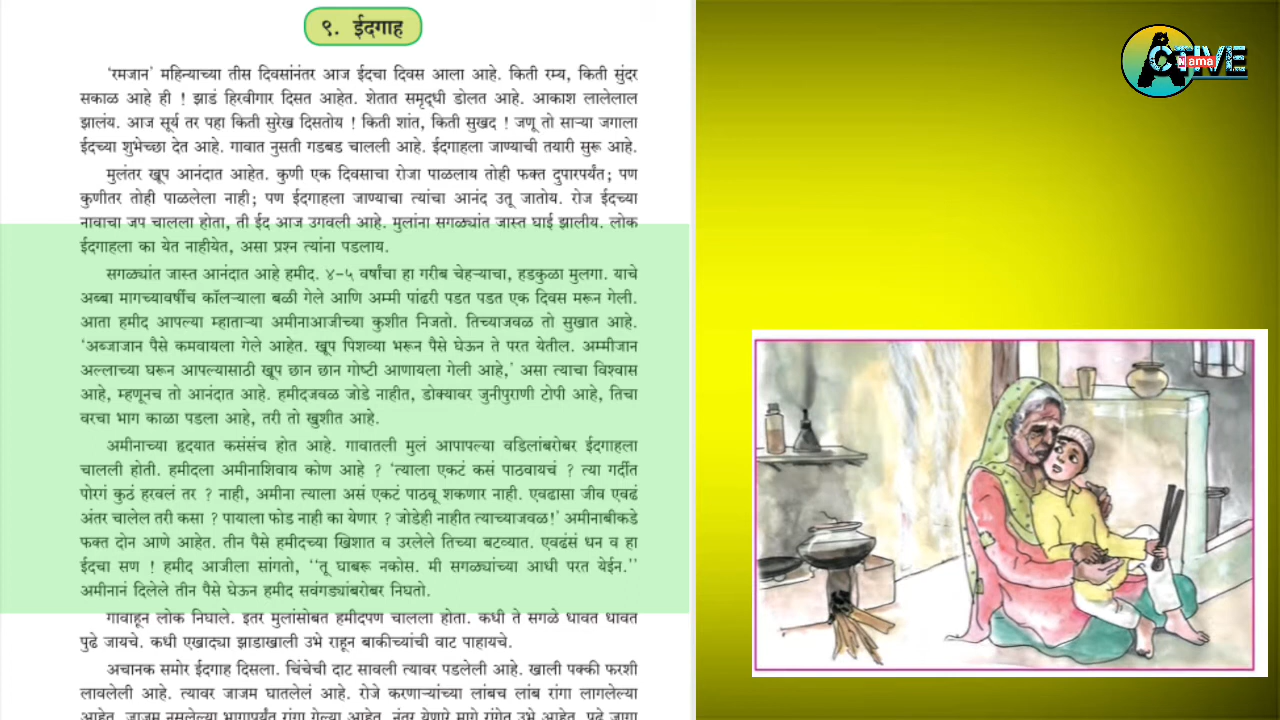 ९. ईदगाह
‘रमजान’ महिन्याच्या तीस दिवसांनंतर आज ईदचा दिवस आला आहे. किती रम्य, किती सुंदर
सकाळ आहे ही ! झाडं हिरवीगार दिसत आहेत. शेतात समृद्धी डोलत आहे. आकाश लालेलाल
झालंय. आज सूर्य तर पहा किती सुरेख दिसतोय ! किती शांत, किती सुखद ! जणू तो साऱ्या जगाला
ईदच्या शुभेच्छा देत आहे. गावात नुसती गडबड चालली आहे. ईदगाहला जाण्याची तयारी सुरू आहे.
मुलंतर खूप आनंदात आहेत. कुणी एक दिवसाचा रोजा पाळलाय तोही फक्त दुपारपर्यंत; पण
कुणीतर तोही पाळलेला नाही; पण ईदगाहला जाण्याचा त्यांचा आनंद उतू जातोय. रोज ईदच्या
नावाचा जप चालला होता, ती ईद आज उगवली आहे. मुलांना सगळ्यांत जास्त घाई झालीय. लोक
ईदगाहला का येत नाहीयेत, असा प्रश्न त्यांना पडलाय.
सगळ्यांत जास्त आनंदात आहे हमीद. ४-५ वर्षांचा हा गरीब चेहऱ्याचा, हडकुळा मुलगा. याचे
अब्बा मागच्यावर्षीच कॉलऱ्याला बळी गेले आणि अम्मी पांढरी पडत पडत एक दिवस मरून गेली.
आता हमीद आपल्या म्हाताऱ्या अमीनाआजीच्या कुशीत निजतो. तिच्याजवळ तो सुखात आहे.
‘अब्जाजान पैसे कमवायला गेले आहेत. खूप पिशव्या भरून पैसे घेऊन ते परत येतील. अम्मीजान
अल्लाच्या घरून आपल्यासाठी खूप छान छान गोष्टी आणायला गेली आहे,’ असा त्याचा विश्वास
आहे, म्हणूनच तो आनंदात आहे. हमीदजवळ जोडे नाहीत, डोक्यावर जुनीपुराणी टोपी आहे, तिचा
वरचा भाग काळा पडला आहे, तरी तो खुशीत आहे.
अमीनाच्या हृदयात कसंसंच होत आहे. गावातली मुलं आपापल्या वडिलांबरोबर ईदगाहला
चालली होती. हमीदला अमीनाशिवाय कोण आहे ? ‘त्याला एकटं कसं पाठवायचं ? त्या गर्दीत
पोरगं कुठं हरवलं तर ? नाही, अमीना त्याला असं एकटं पाठवू शकणार नाही. एवढासा जीव एवढं
अंतर चालेल तरी कसा ? पायाला फोड नाही का येणार ? जोडेही नाहीत त्याच्याजवळ!’ अमीनाबीकडे
फक्त दोन आणे आहेत. तीन पैसे हमीदच्या खिशात व उरलेले तिच्या बटव्यात. एवढंसं धन व हा
ईदचा सण ! हमीद आजीला सांगतो, ‘‘तू घाबरू नकोस. मी सगळ्यांच्या आधी परत येईन.’’
अमीनानं दिलेले तीन पैसे घेऊन हमीद सवंगड्यांबरोबर निघतो.
गावाहून लोक निघाले. इतर मुलांसोबत हमीदपण चालला होता. कधी ते सगळे धावत धावत
पुढे जायचे. कधी एखाद्या झाडाखाली उभे राहून बाकीच्यांची वाट पाहायचे.
अचानक समोर ईदगाह दिसला. चिंचेची दाट सावली त्यावर पडलेली आहे. खाली पक्की फरशी
लावलेली आहे. त्यावर जाजम घातलेलं आहे. रोजे करणाऱ्यांच्या लांबच लांब रांगा लागलेल्या
आहेत. जाजम नसलेल्या भागापर्यंत रांगा गेल्या आहेत. नंतर येणारे मागे रांगेत उभे आहेत. पुढे जागा
ACTIVE
Nama